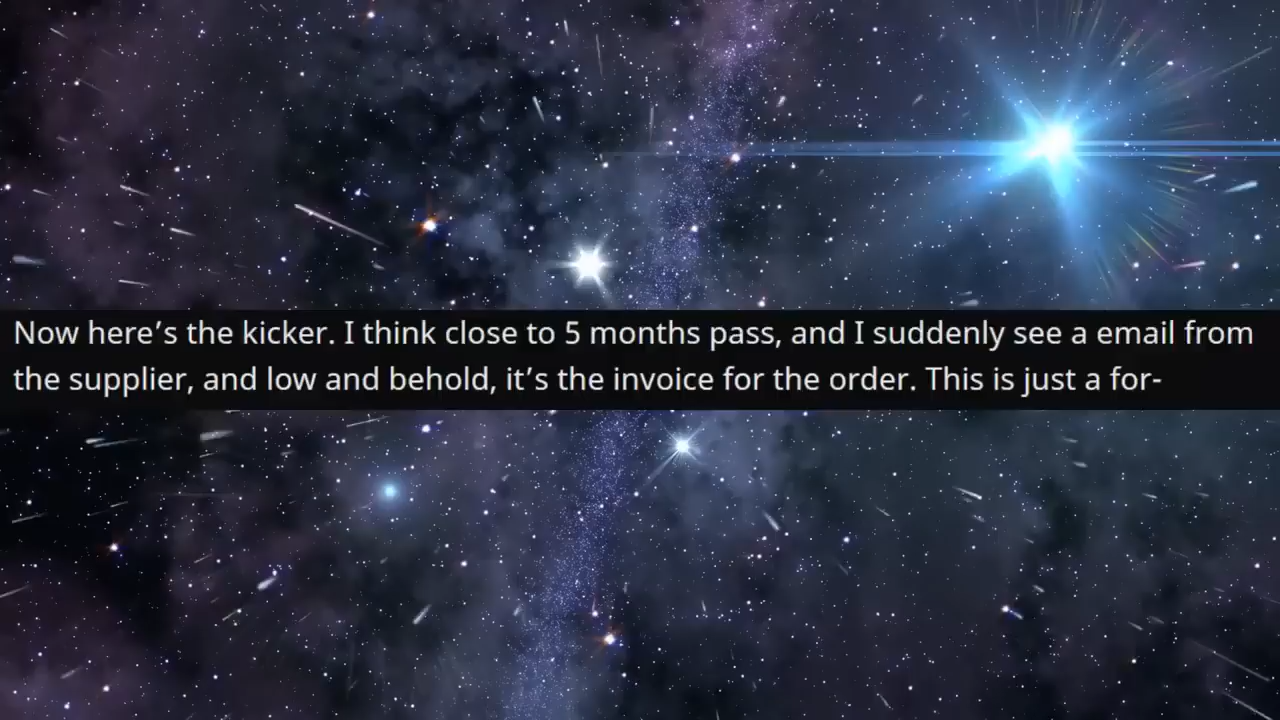 Now here’s the kicker. I think close to 5 months pass, and I suddenly see a email from
the supplier, and low and behold, it’s the invoice for the order. This is just a for-